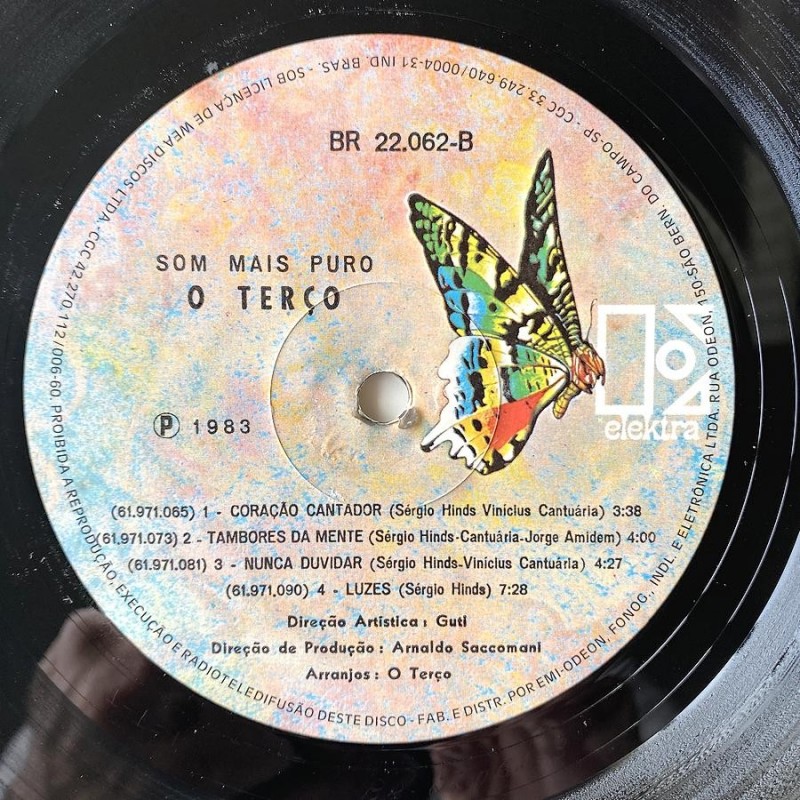 BR 22.062-B
SOM MAIS PURO
O TERÇO
Ⓟ 1983
elektra
(61.971.065) 1 - CORAÇÃO CANTADOR (Sérgio Hinds Vinícius Cantuária) 3:38
(61.971.073) 2 - TAMBORES DA MENTE (Sérgio Hinds-Cantuária-Jorge Amidem) 4:00
(61.971.081) 3 - NUNCA DUVIDAR (Sérgio Hinds-Vinícius Cantuária) 4:27
(61.971.090) 4 - LUZES (Sérgio Hinds) 7:28
Direção Artística: Guti
Direção de Produção: Arnaldo Saccomani
Arranjos: O Terço
PROIBIDA A REPRODUÇÃO, EXECUÇÃO E RADIOTELEDIFUSÃO DESTE DISCO - FAB. E DISTR. POR EMI-ODEON, FONOG., INDL. E ELETRÔNICA LTDA. RUA ODEON, 150-SÃO BERN. DO CAMPO.SP - CGC 33.249.640/0004-31 IND. BRAS. - SOB LICENÇA DE WEA DISCOS LTDA - CGC 42.270.112/006-60.